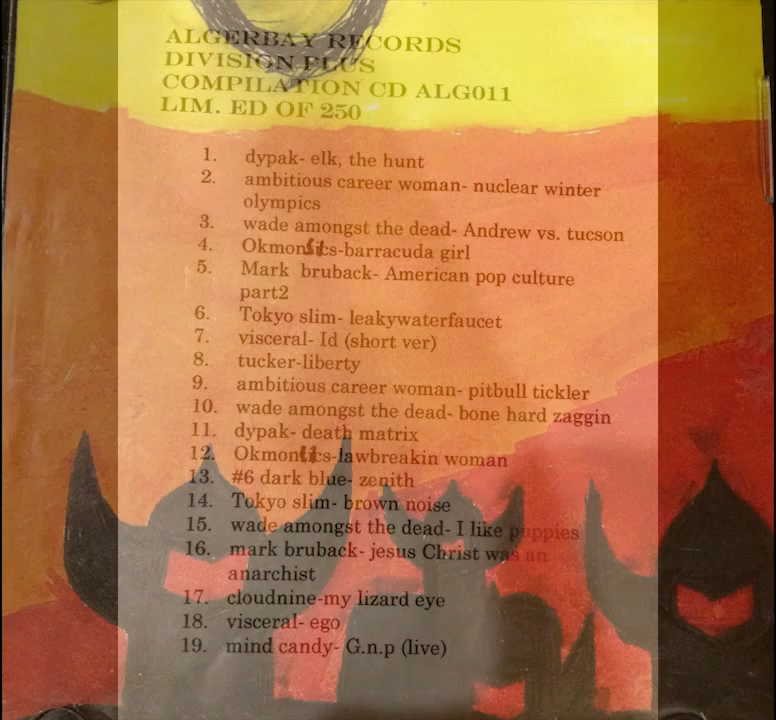 ALGERBAY RECORDS
DIVISION PLUS
COMPILATION CD ALG011
LIM. ED OF 250
1. dypak- elk, the hunt
2. ambitious career woman- nuclear winter
olympics
3. wade amongst the dead- Andrew vs. tucson
4. Okmonsics-barracuda girl
5. Mark bruback- American pop culture
part2
6. Tokyo slim- leakywaterfaucet
7. visceral- Id (short ver)
8. tucker-liberty
9. ambitious career woman- pitbull tickler
10. wade amongst the dead- bone hard zaggin
11. dypak- death matrix
12. -lawbreakin woman
13. #6 dark blue- zenith
14. Tokyo slim- brown noise
15. wade amongst the dead- I like puppies
16. mark bruback- jesus Christ was an
anarchist
17. cloudnine-my lizard eye
18. visceral- ego
19. mind candy- G.n.p (live)